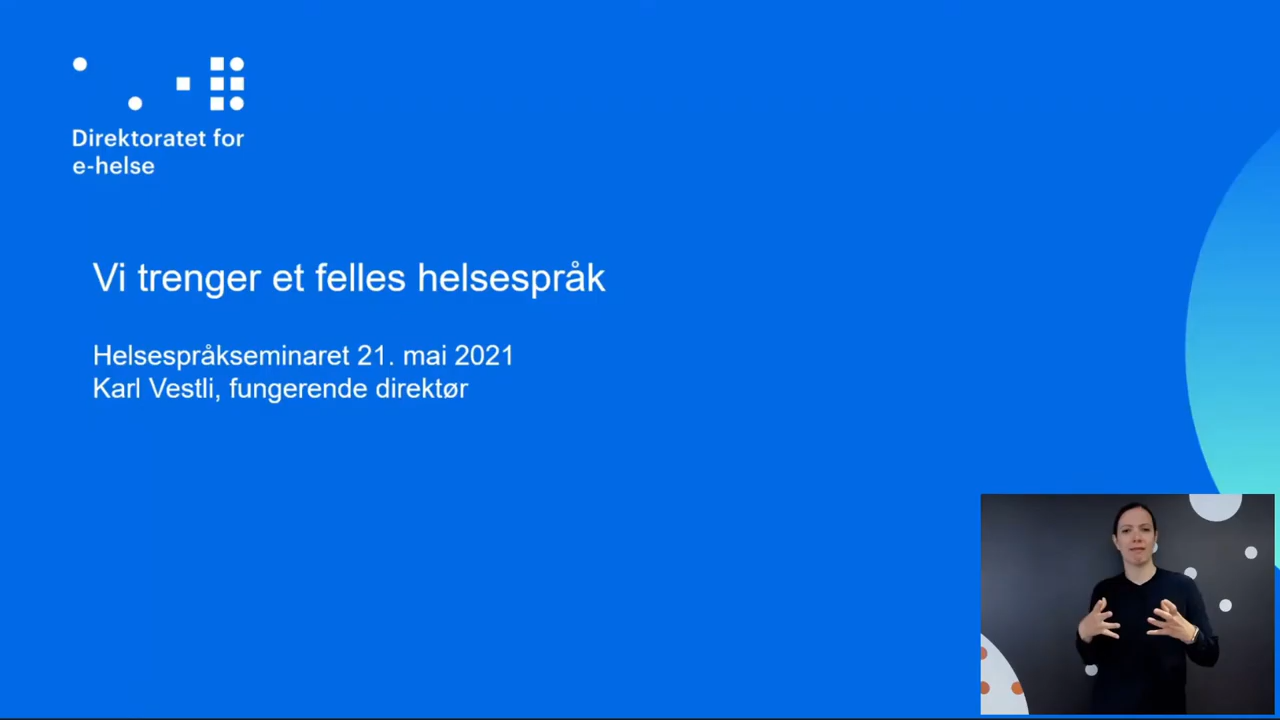 Direktoratet for
e-helse
Vi trenger et felles helsespråk
Helsespråkseminaret 21. mai 2021
Karl Vestli, fungerende direktør